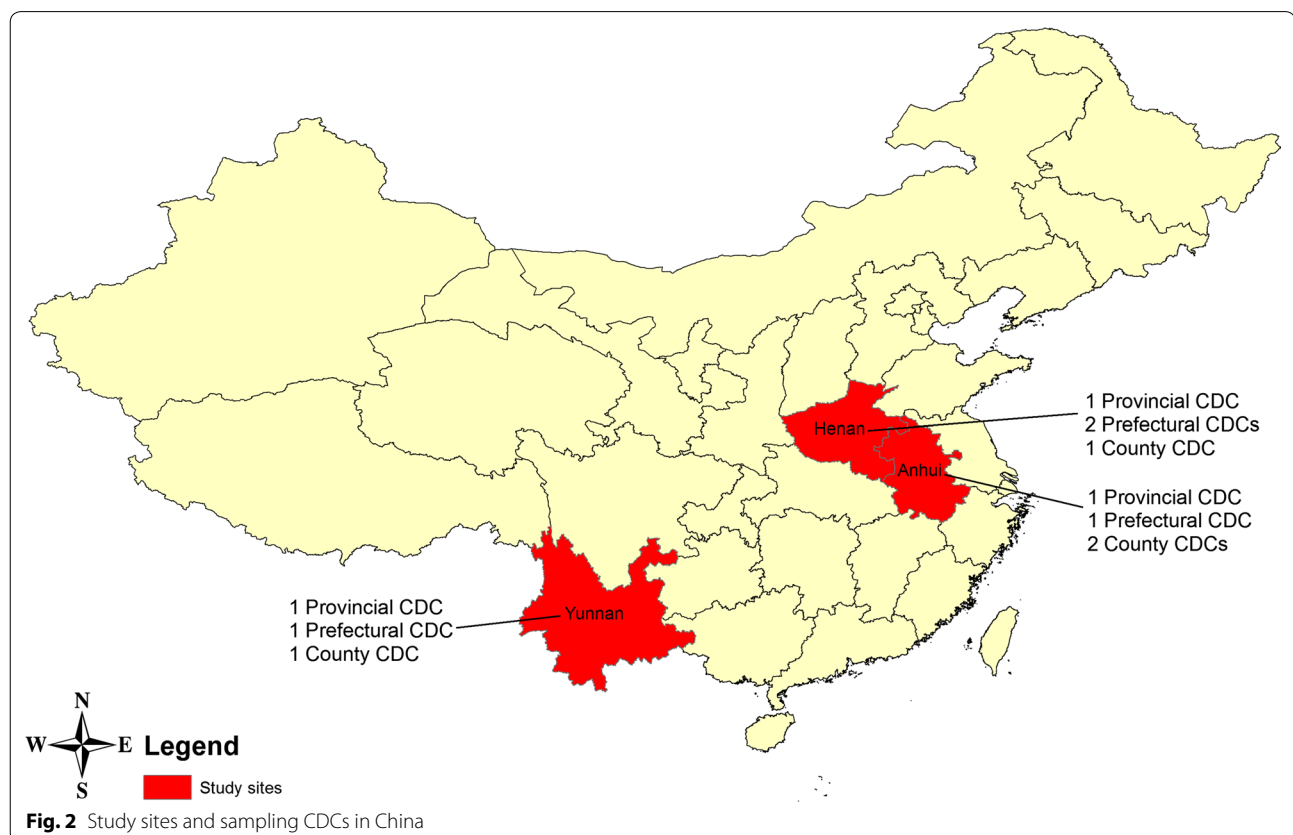 Henan
1 Provincial CDC
2 Prefectural CDCs
1 County CDC
Anhui
1 Provincial CDC
1 Prefectural CDC
2 County CDCs
Yunnan
1 Provincial CDC
1 Prefectural CDC
1 County CDC
N
W E
S
Legend
Study sites
Fig. 2 Study sites and sampling CDCs in China